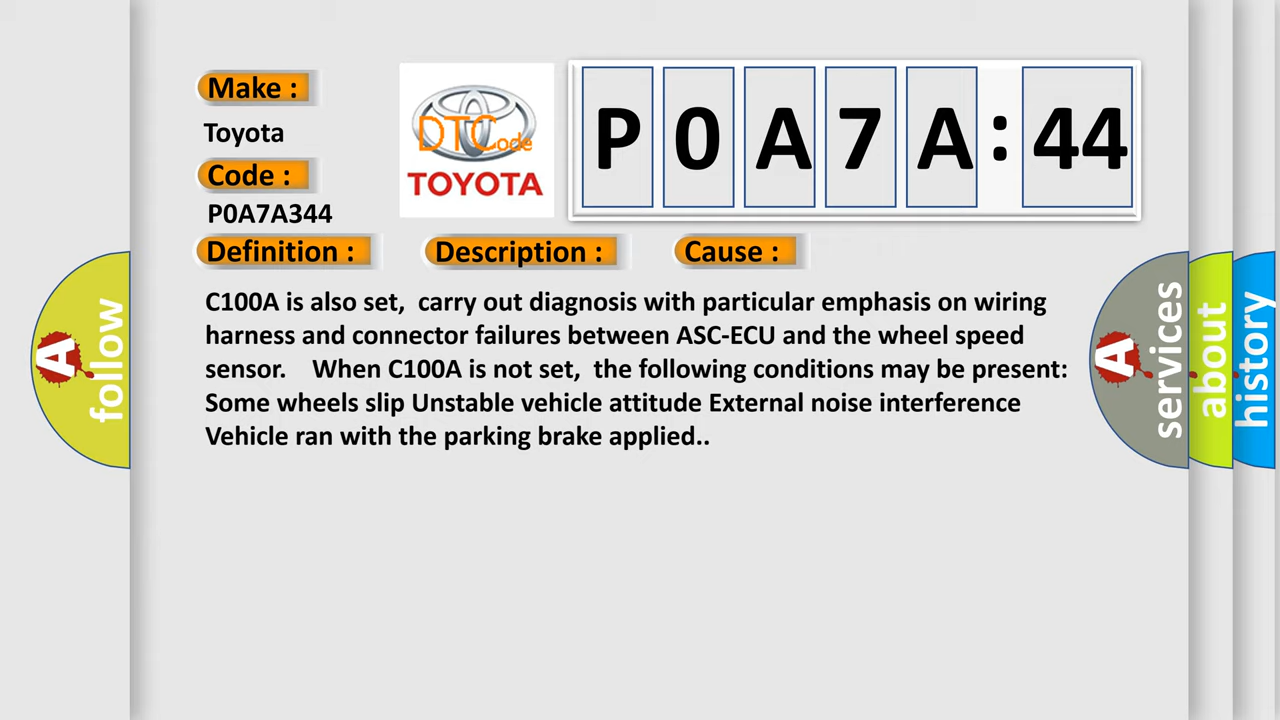 Make :
Toyota
Code :
P0A7A344
DTCode
TOYOTA
P0A7A:44
Definition :
Description :
Cause :
C100A is also set,  carry out diagnosis with particular emphasis on wiring
harness and connector failures between ASC-ECU and the wheel speed
sensor.    When C100A is not set,  the following conditions may be present:
Some wheels slip Unstable vehicle attitude External noise interference
Vehicle ran with the parking brake applied..
A follow
A services
about
history